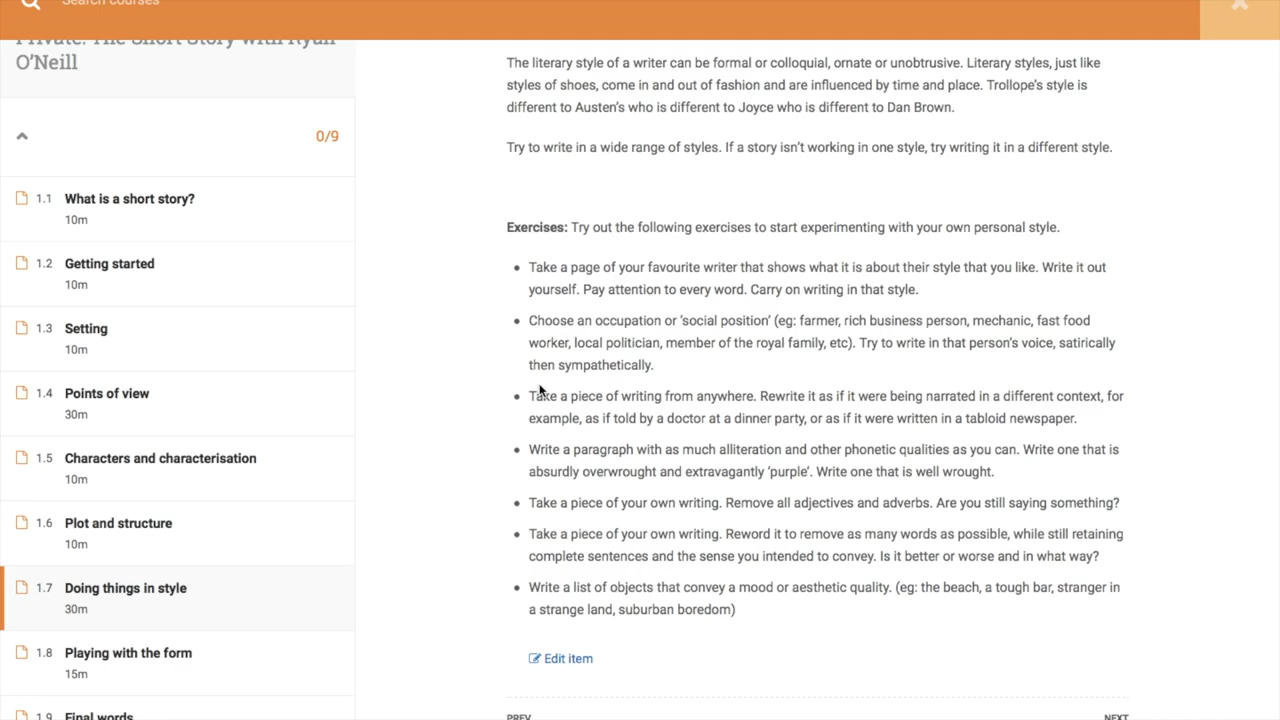 Search courses
Private: The Short Story with Ryan
O'Neill
0/9
1.1 What is a short story?
10m
1.2 Getting started
10m
1.3 Setting
10m
1.4 Points of view
30m
1.5 Characters and characterisation
10m
1.6 Plot and structure
10m
1.7 Doing things in style
30m
1.8 Playing with the form
15m
1.9 Final words
The literary style of a writer can be formal or colloquial, ornate or unobtrusive. Literary styles, just like
styles of shoes, come in and out of fashion and are influenced by time and place. Trollope's style is
different to Austen's who is different to Joyce who is different to Dan Brown.
Try to write in a wide range of styles. If a story isn't working in one style, try writing it in a different style.
Exercises: Try out the following exercises to start experimenting with your own personal style.
• Take a page of your favourite writer that shows what it is about their style that you like. Write it out
yourself. Pay attention to every word. Carry on writing in that style.
• Choose an occupation or 'social position' (eg: farmer, rich business person, mechanic, fast food
worker, local politician, member of the royal family, etc). Try to write in that person's voice, satirically
then sympathetically.
• Take a piece of writing from anywhere. Rewrite it as if it were being narrated in a different context, for
example, as if told by a doctor at a dinner party, or as if it were written in a tabloid newspaper.
• Write a paragraph with as much alliteration and other phonetic qualities as you can. Write one that is
absurdly overwrought and extravagantly 'purple'. Write one that is well wrought.
• Take a piece of your own writing. Remove all adjectives and adverbs. Are you still saying something?
• Take a piece of your own writing. Reword it to remove as many words as possible, while still retaining
complete sentences and the sense you intended to convey. Is it better or worse and in what way?
• Write a list of objects that convey a mood or aesthetic quality. (eg: the beach, a tough bar, stranger in
a strange land, suburban boredom)
Edit item
PREV
NEXT